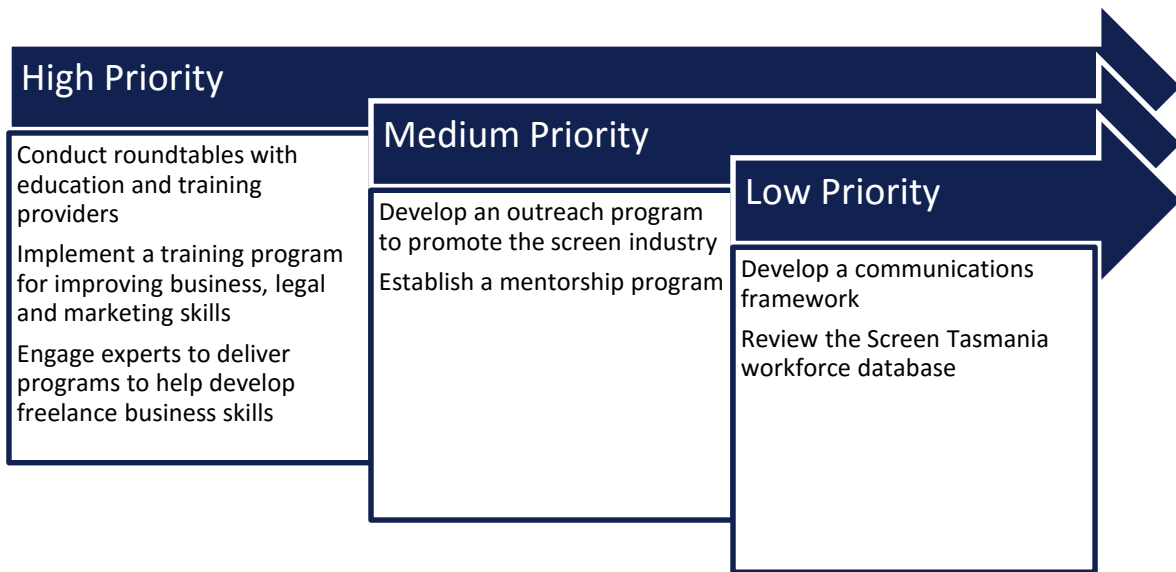 High Priority
Conduct roundtables with
education and training
providers
Implement a training program
for improving business, legal
and marketing skills
Engage experts to deliver
programs to help develop
freelance business skills
Medium Priority
Develop an outreach program
to promote the screen industry
Establish a mentorship program
Low Priority
Develop a communications
framework
Review the Screen Tasmania
workforce database